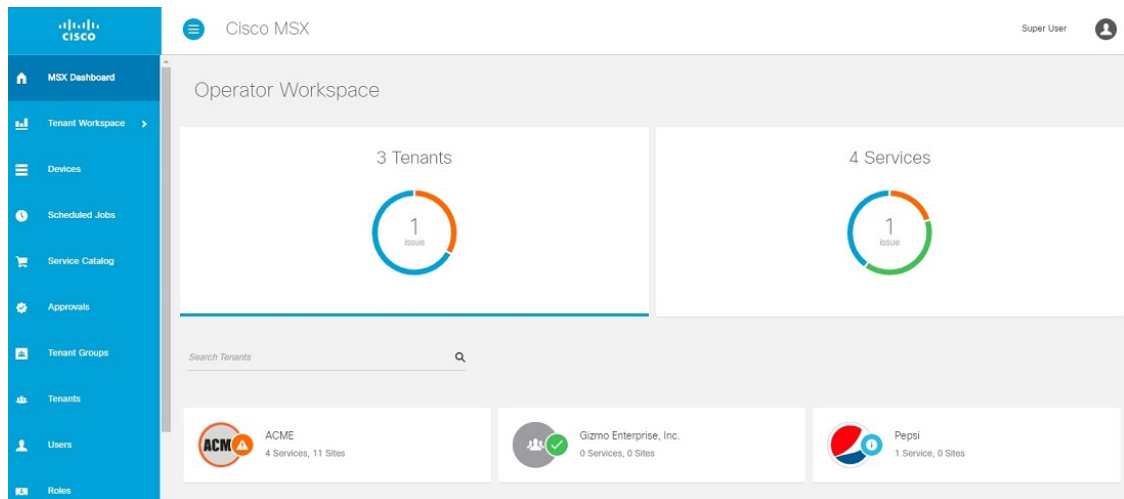 CISCO
Cisco MSX
Super User
MSX Dashboard
Tenant Workspace
Devices
Scheduled Jobs
Service Catalog
Approvals
Tenant Groups
Tenants
Users
Roles
Operator Workspace
3 Tenants
1
issue
4 Services
1
issue
Search Tenants
ACM
ACME
4 Services, 11 Sites
Gizmo Enterprise, Inc.
0 Services, 0 Sites
Pepsi
1 Service, 0 Sites